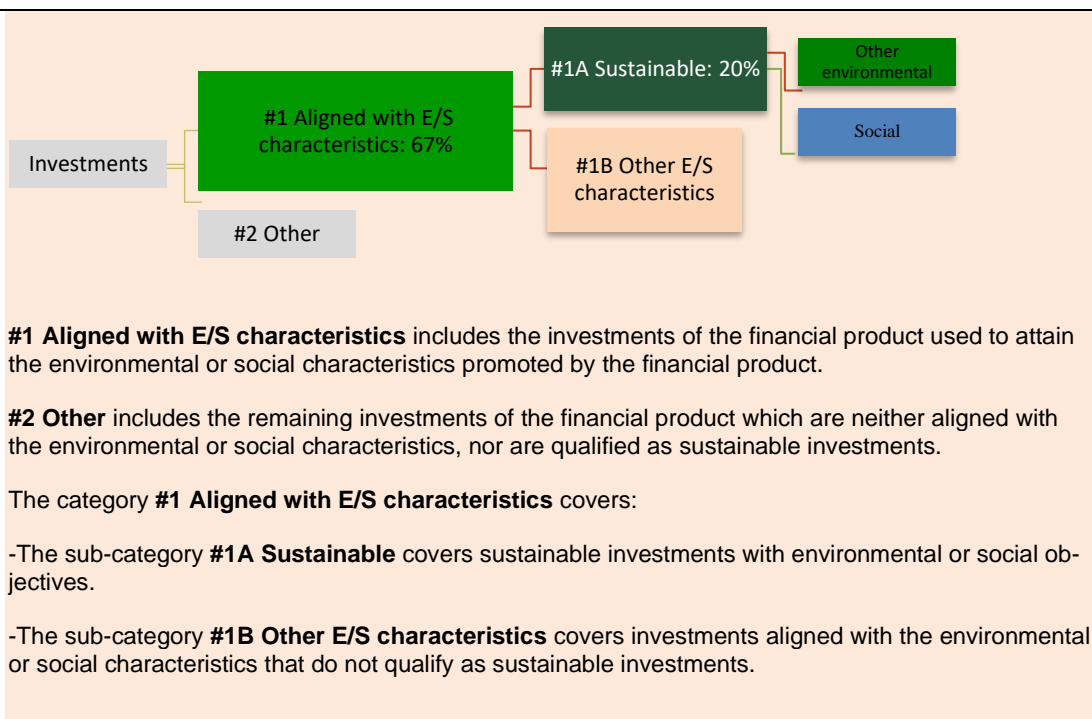 Investments
#1 Aligned with E/S
characteristics: 67%
#2 Other
#1A Sustainable: 20%
#1B Other E/S
characteristics
Other
environmental
Social
#1 Aligned with E/S characteristics includes the investments of the financial product used to attain
the environmental or social characteristics promoted by the financial product.
#2 Other includes the remaining investments of the financial product which are neither aligned with
the environmental or social characteristics, nor are qualified as sustainable investments.
The category #1 Aligned with E/S characteristics covers:
-The sub-category #1A Sustainable covers sustainable investments with environmental or social ob-
jectives.
-The sub-category #1B Other E/S characteristics covers investments aligned with the environmental
or social characteristics that do not qualify as sustainable investments.